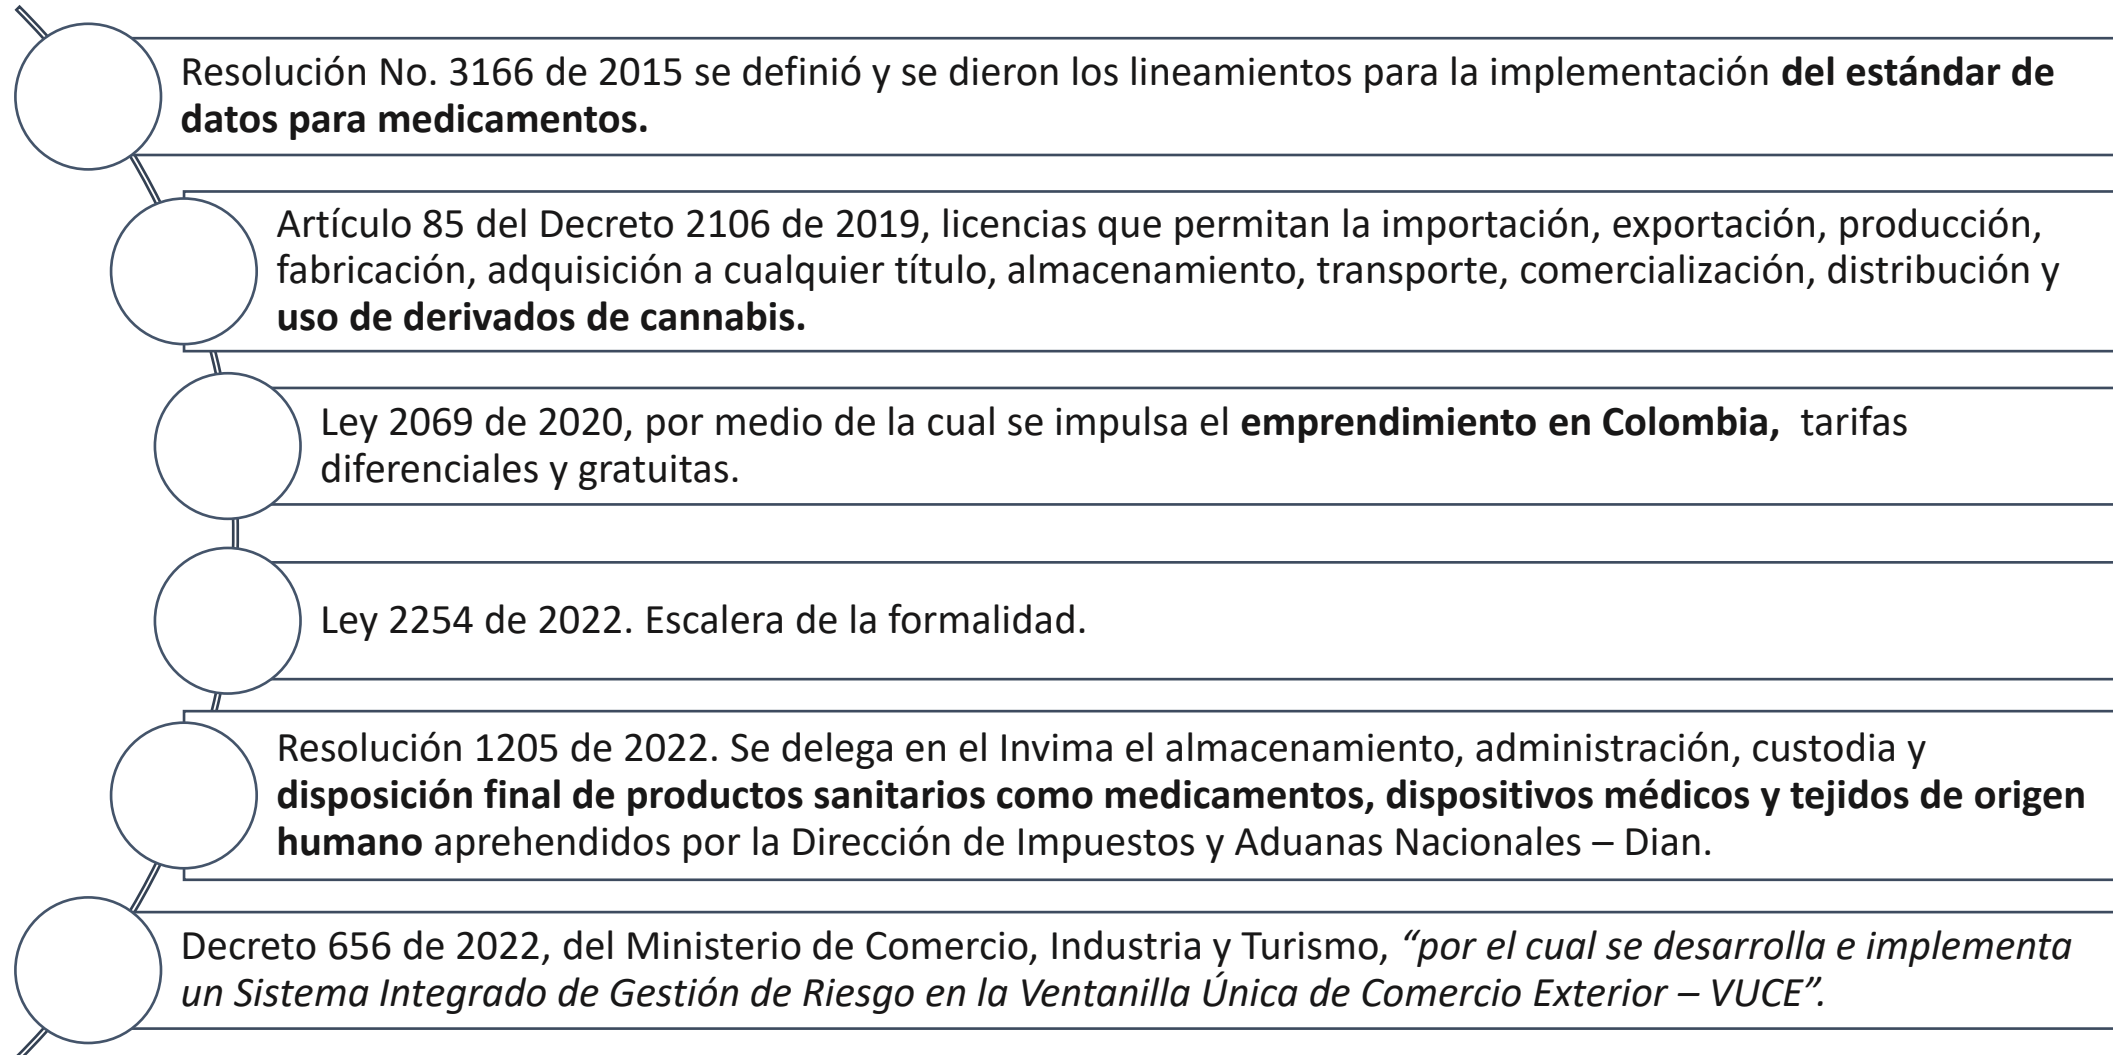 Resolución No. 3166 de 2015 se definió y se dieron los lineamientos para la implementación del estándar de
datos para medicamentos.
Artículo 85 del Decreto 2106 de 2019, licencias que permitan la importación, exportación, producción,
fabricación, adquisición a cualquier título, almacenamiento, transporte, comercialización, distribución y
uso de derivados de cannabis.
Ley 2069 de 2020, por medio de la cual se impulsa el emprendimiento en Colombia, tarifas
diferenciales y gratuitas.
Ley 2254 de 2022. Escalera de la formalidad.
Resolución 1205 de 2022. Se delega en el Invima el almacenamiento, administración, custodia y
disposición final de productos sanitarios como medicamentos, dispositivos médicos y tejidos de origen
humano aprehendidos por la Dirección de Impuestos y Aduanas Nacionales – Dian.
Decreto 656 de 2022, del Ministerio de Comercio, Industria y Turismo, “por el cual se desarrolla e implementa
un Sistema Integrado de Gestión de Riesgo en la Ventanilla Única de Comercio Exterior – VUCE”.